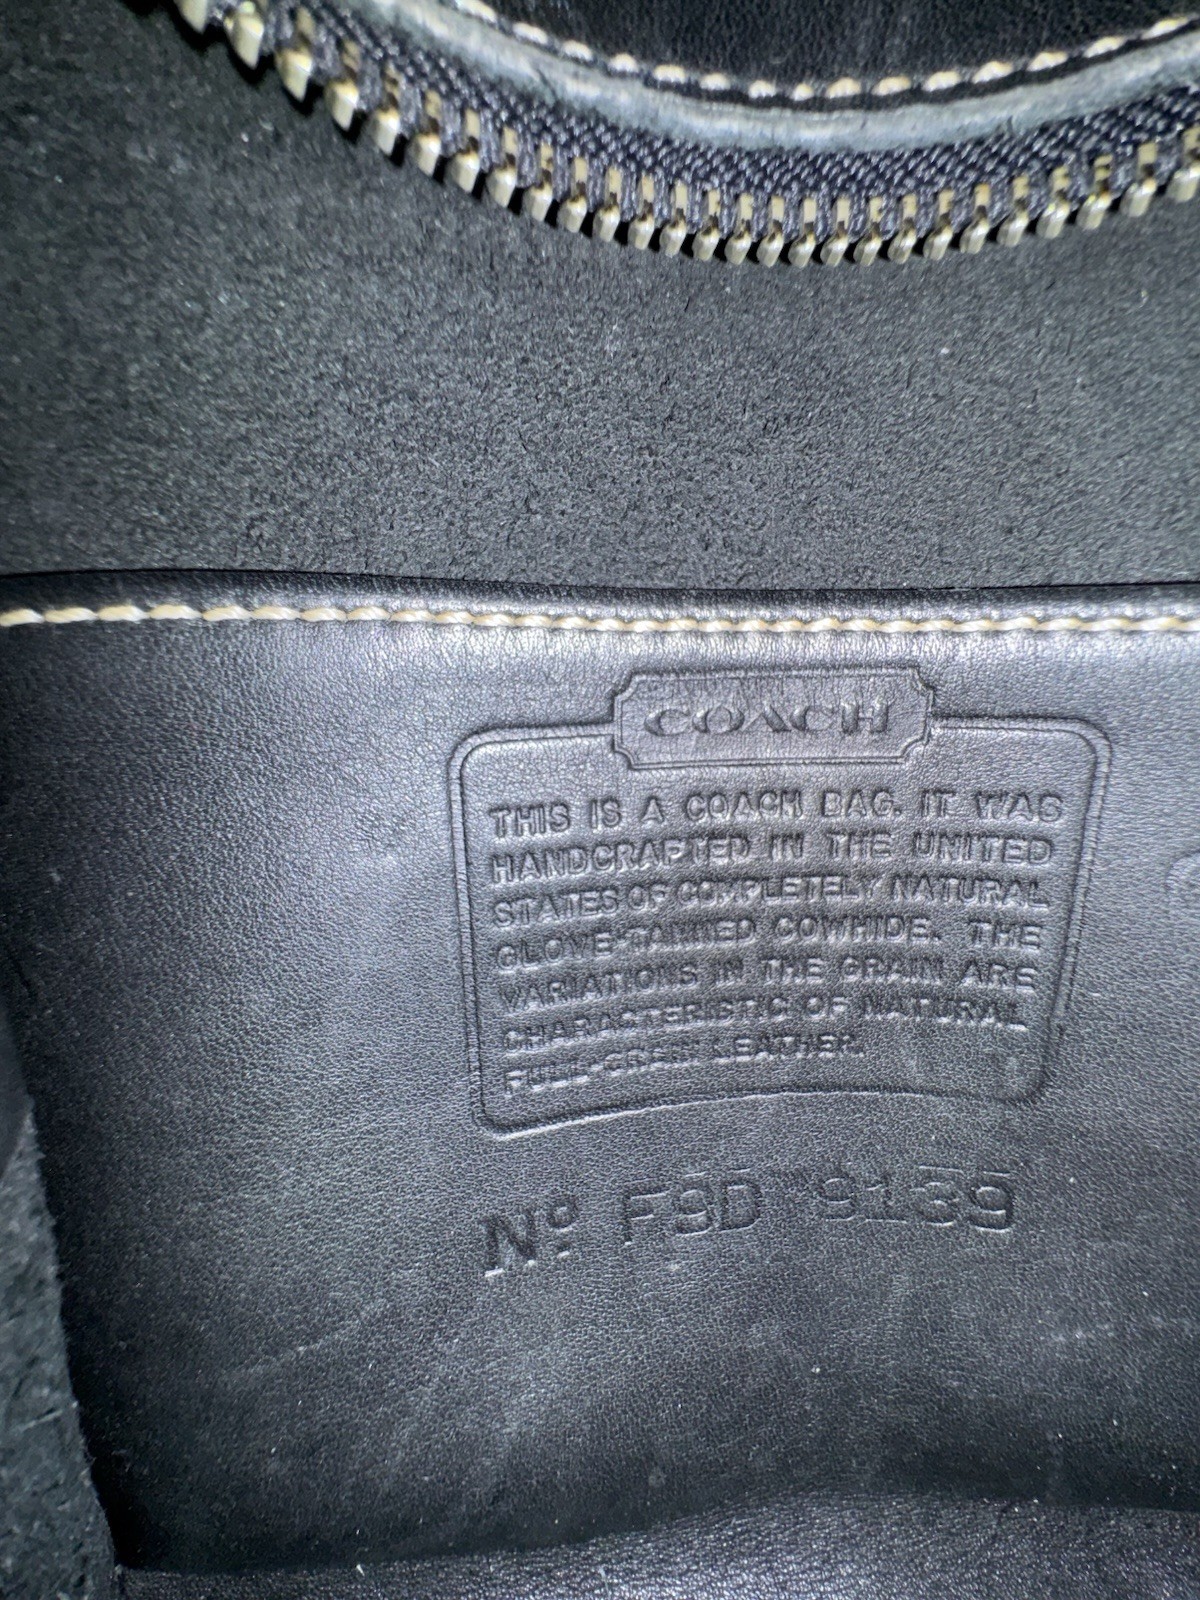 COACH
THIS IS A COACH BAG. IT WAS
HANDCRAFTED IN THE UNITED
STATES OF COMPLETELY NATURAL
GLOVE-TANNED COWHIDE. THE
VARIATIONS IN THE GRAIN ARE
CHARACTERISTIC OF NATURAL
FULL-GRAIN LEATHER.
Nº F9D-9139